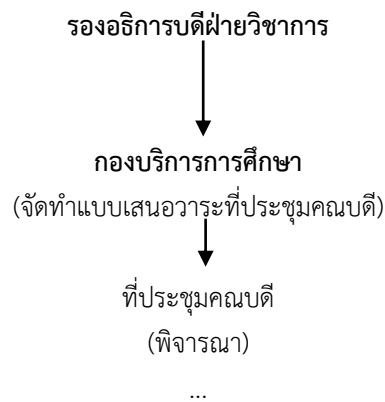 รองอธิการบดีฝ่ายวิชาการ
กองบริการการศึกษา
(จัดทำแบบเสนอวาระที่ประชุมคณบดี)
ที่ประชุมคณบดี
(พิจารณา)
...